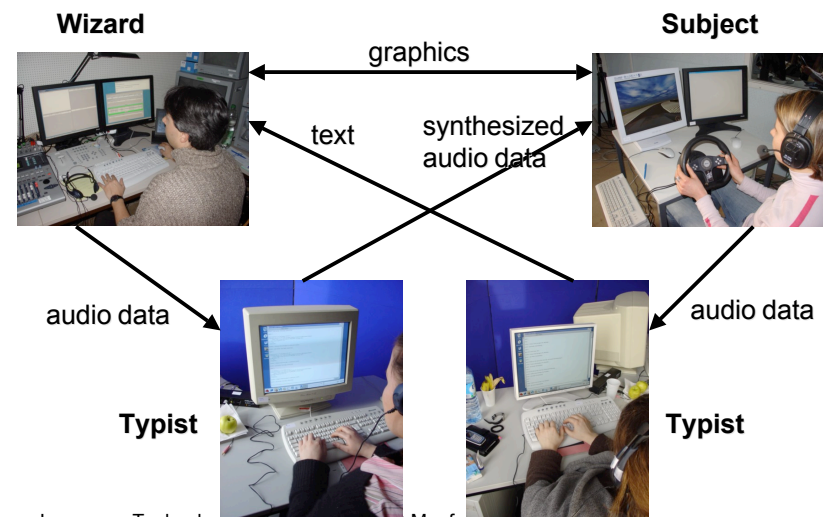 Wizard
Subject
graphics
text
synthesized
audio data
audio data
audio data
Typist
Typist